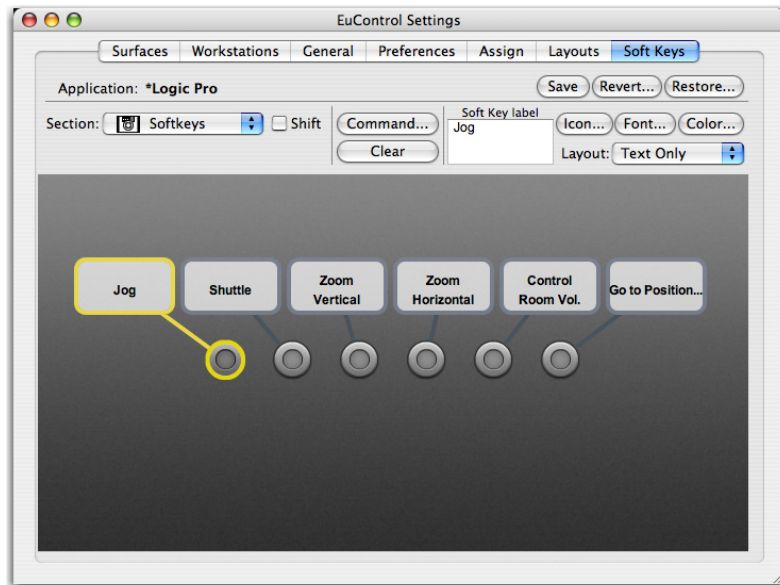 EuControl Settings
Surfaces Workstations General Preferences Assign Layouts Soft Keys
Application: *Logic Pro
Save Revert... Restore...
Section: Softkeys Shift
Command...
Clear
Soft Key label
Jog
Icon... Font... Color...
Layout: Text Only
Jog
Shuttle
Zoom
Vertical
Zoom
Horizontal
Control
Room Vol.
Go to Position...